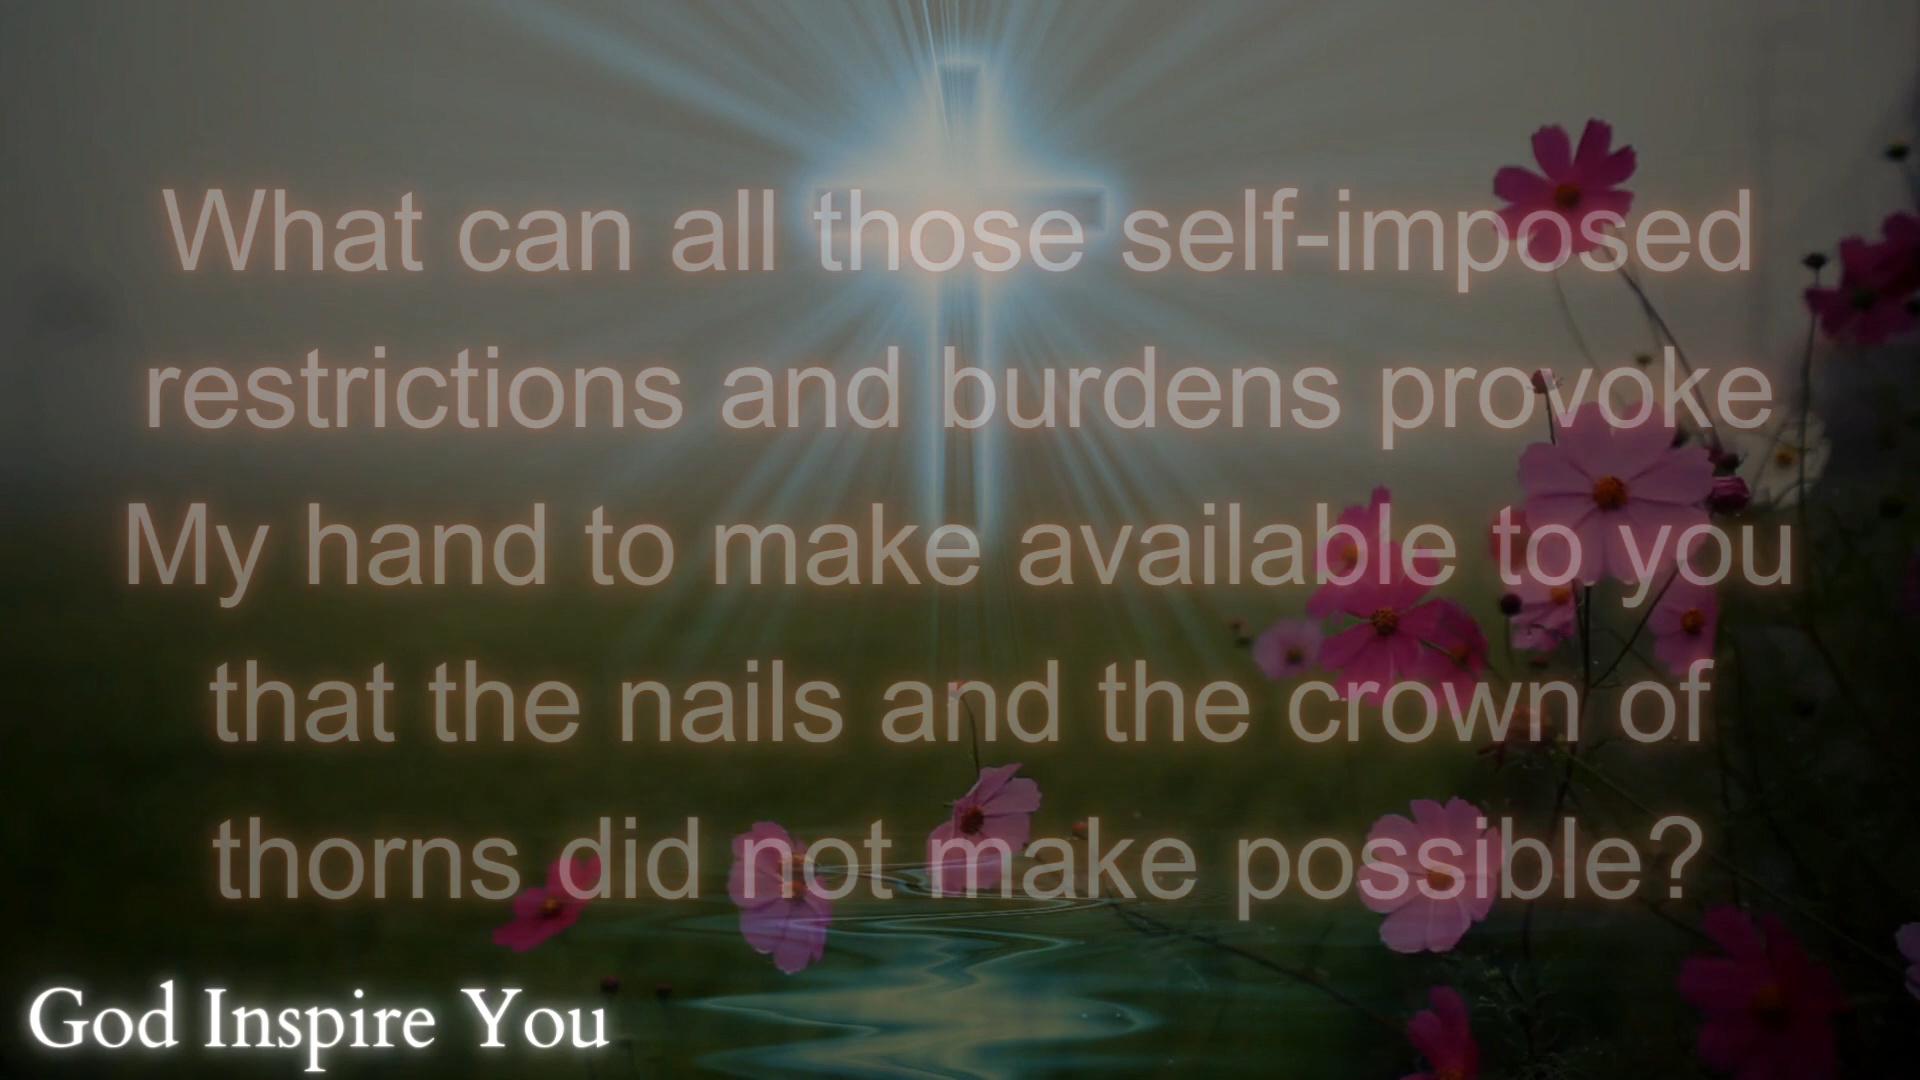 What can all those self-imposed
restrictions and burdens provoke
My hand to make available to you
that the nails and the crown of
thorns did not make possible?
God Inspire You